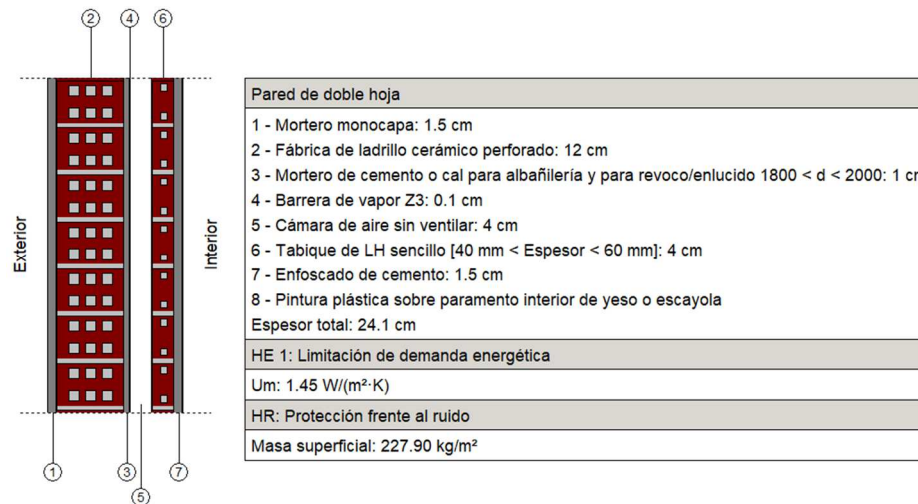 2
4
6
Exterior
Interior
1
3
5
7
Pared de doble hoja
1 - Mortero monocapa: 1.5 cm
2 - Fábrica de ladrillo cerámico perforado: 12 cm
3 - Mortero de cemento o cal para albañilería y para revoco/enlucido 1800 < d < 2000: 1 cm
4 - Barrera de vapor Z3: 0.1 cm
5 - Cámara de aire sin ventilar: 4 cm
6 - Tabique de LH sencillo [40 mm < Espesor < 60 mm]: 4 cm
7 - Enfoscado de cemento: 1.5 cm
8 - Pintura plástica sobre paramento interior de yeso o escayola
Espesor total: 24.1 cm
HE 1: Limitación de demanda energética
Um: 1.45 W/(m²·K)
HR: Protección frente al ruido
Masa superficial: 227.90 kg/m²